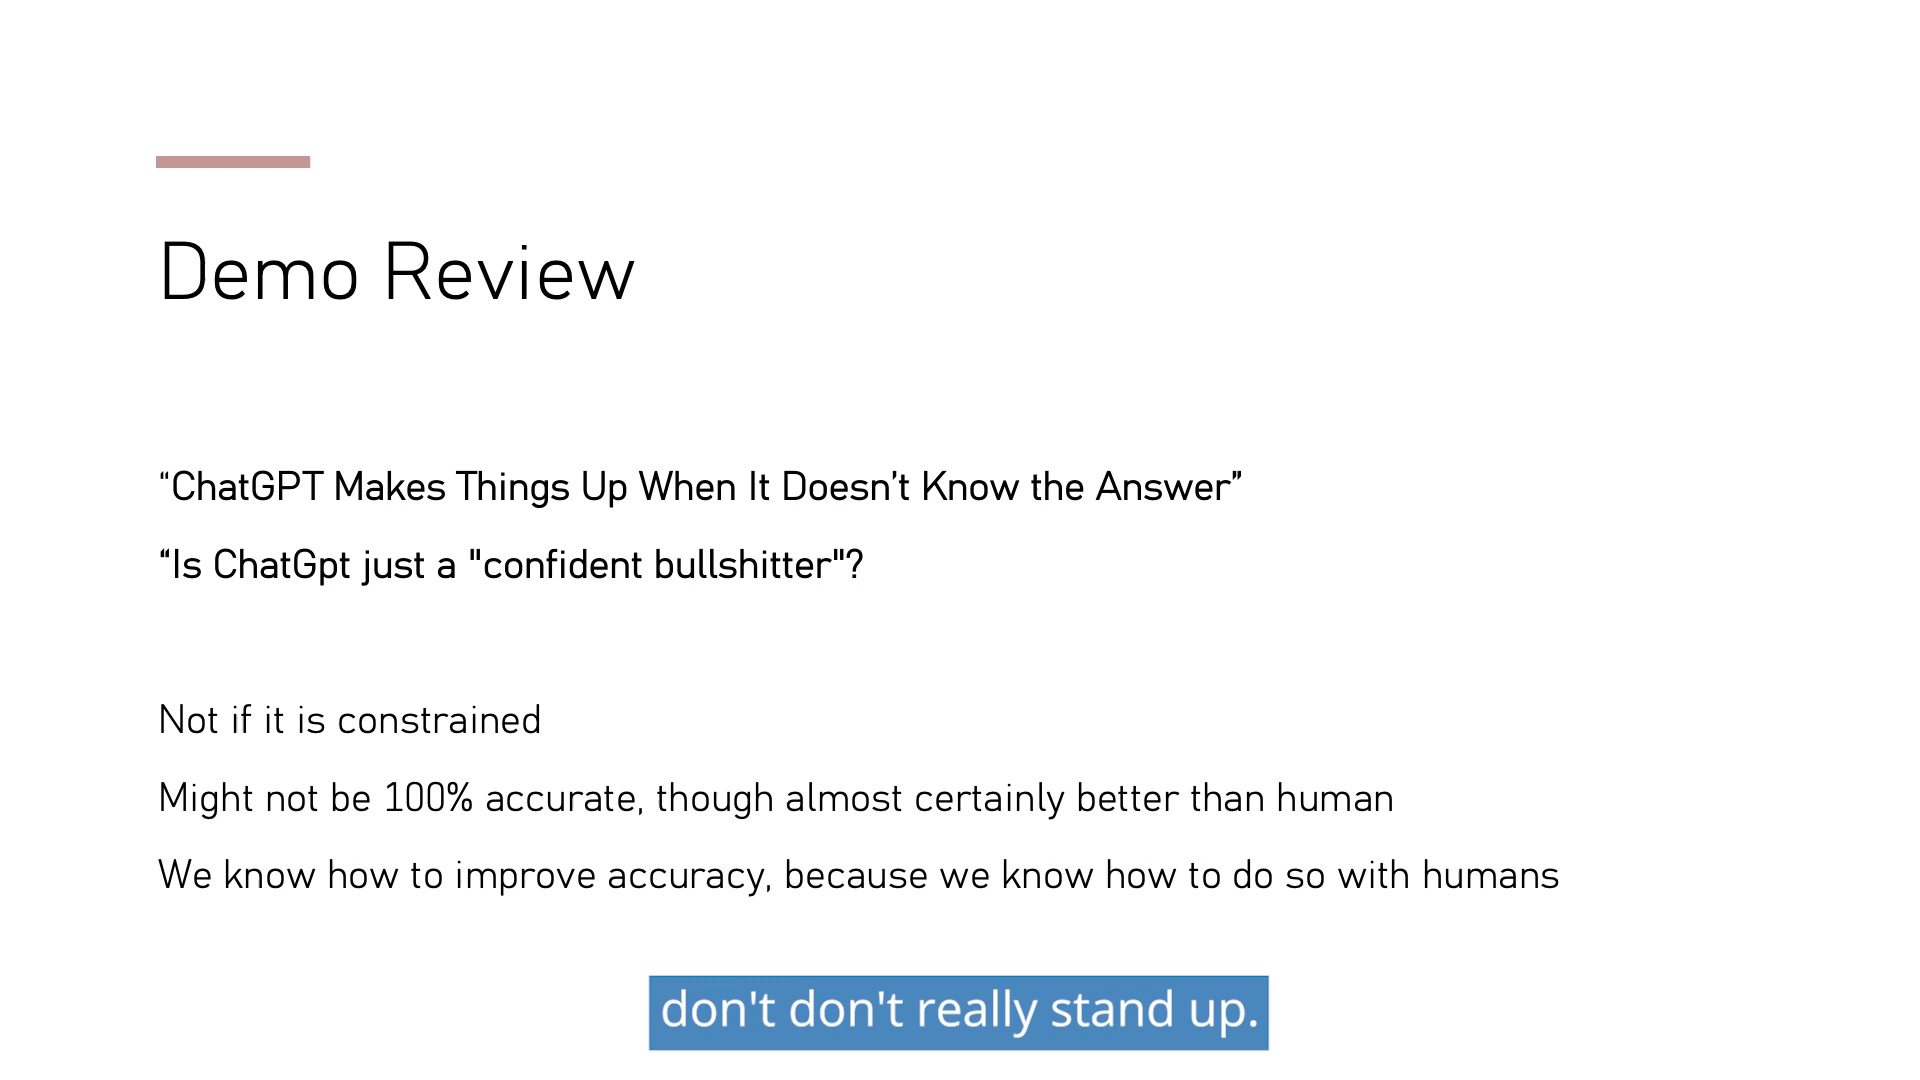 Demo Review
“ChatGPT Makes Things Up When It Doesn't Know the Answer”
“Is ChatGpt just a "confident bullshitter"?
Not if it is constrained
Might not be 100% accurate, though almost certainly better than human
We know how to improve accuracy, because we know how to do so with humans
don't don't really stand up.